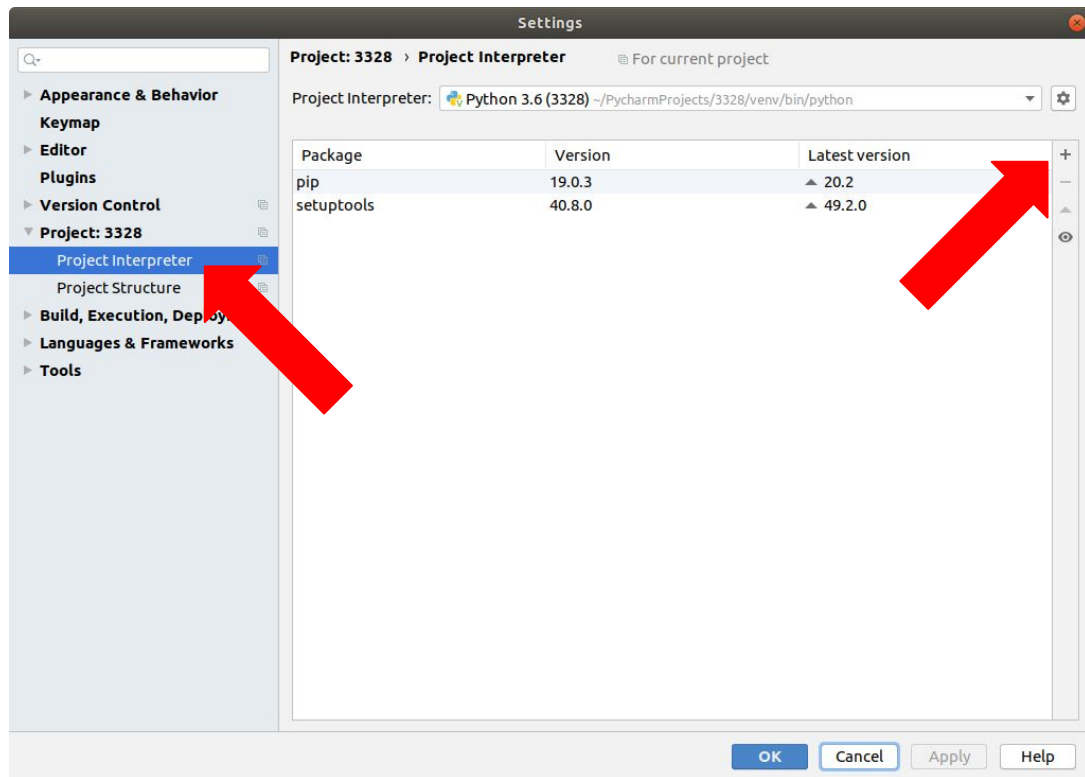 Settings
Project: 3328 › Project Interpreter For current project
Appearance & Behavior
Keymap
Editor
Plugins
Version Control
Project: 3328
Project Interpreter
Project Structure
Build, Execution, Deploy
Languages & Frameworks
Tools
Project Interpreter: Python 3.6 (3328) ~/PycharmProjects/3328/venv/bin/python
Package Version Latest version
pip 19.0.3 20.2
setuptools 40.8.0 49.2.0
OK Cancel Apply Help